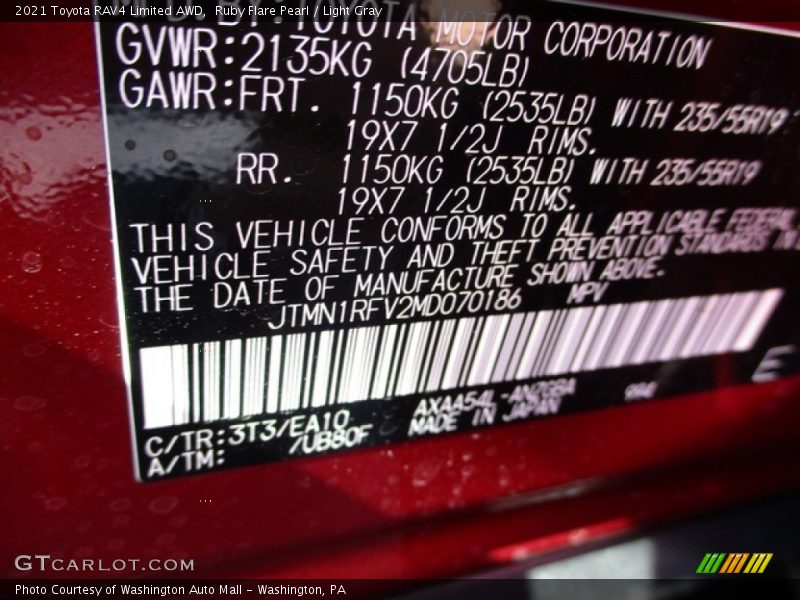 2021 Toyota RAV4 Limited AWD,  Ruby Flare Pearl / Light Gray
TOYOTA MOTOR CORPORATION
GVWR:2135KG (4705LB)
GAWR:FRT. 1150KG (2535LB) WITH 235/55R19
19X7 1/2J RIMS.
RR. 1150KG (2535LB) WITH 235/55R19
19X7 1/2J RIMS.
THIS VEHICLE CONFORMS TO ALL APPLICABLE FEDERAL
VEHICLE SAFETY AND THEFT PREVENTION STANDARDS IN
THE DATE OF MANUFACTURE SHOWN ABOVE.
JTMN1RFV2MD070186 MPV
E
C/TR:3T3/EA10 AXAA54L-ANZGBA
A/TM: /UB80F MADE IN JAPAN
GTCARLOT.COM
Photo Courtesy of Washington Auto Mall - Washington, PA